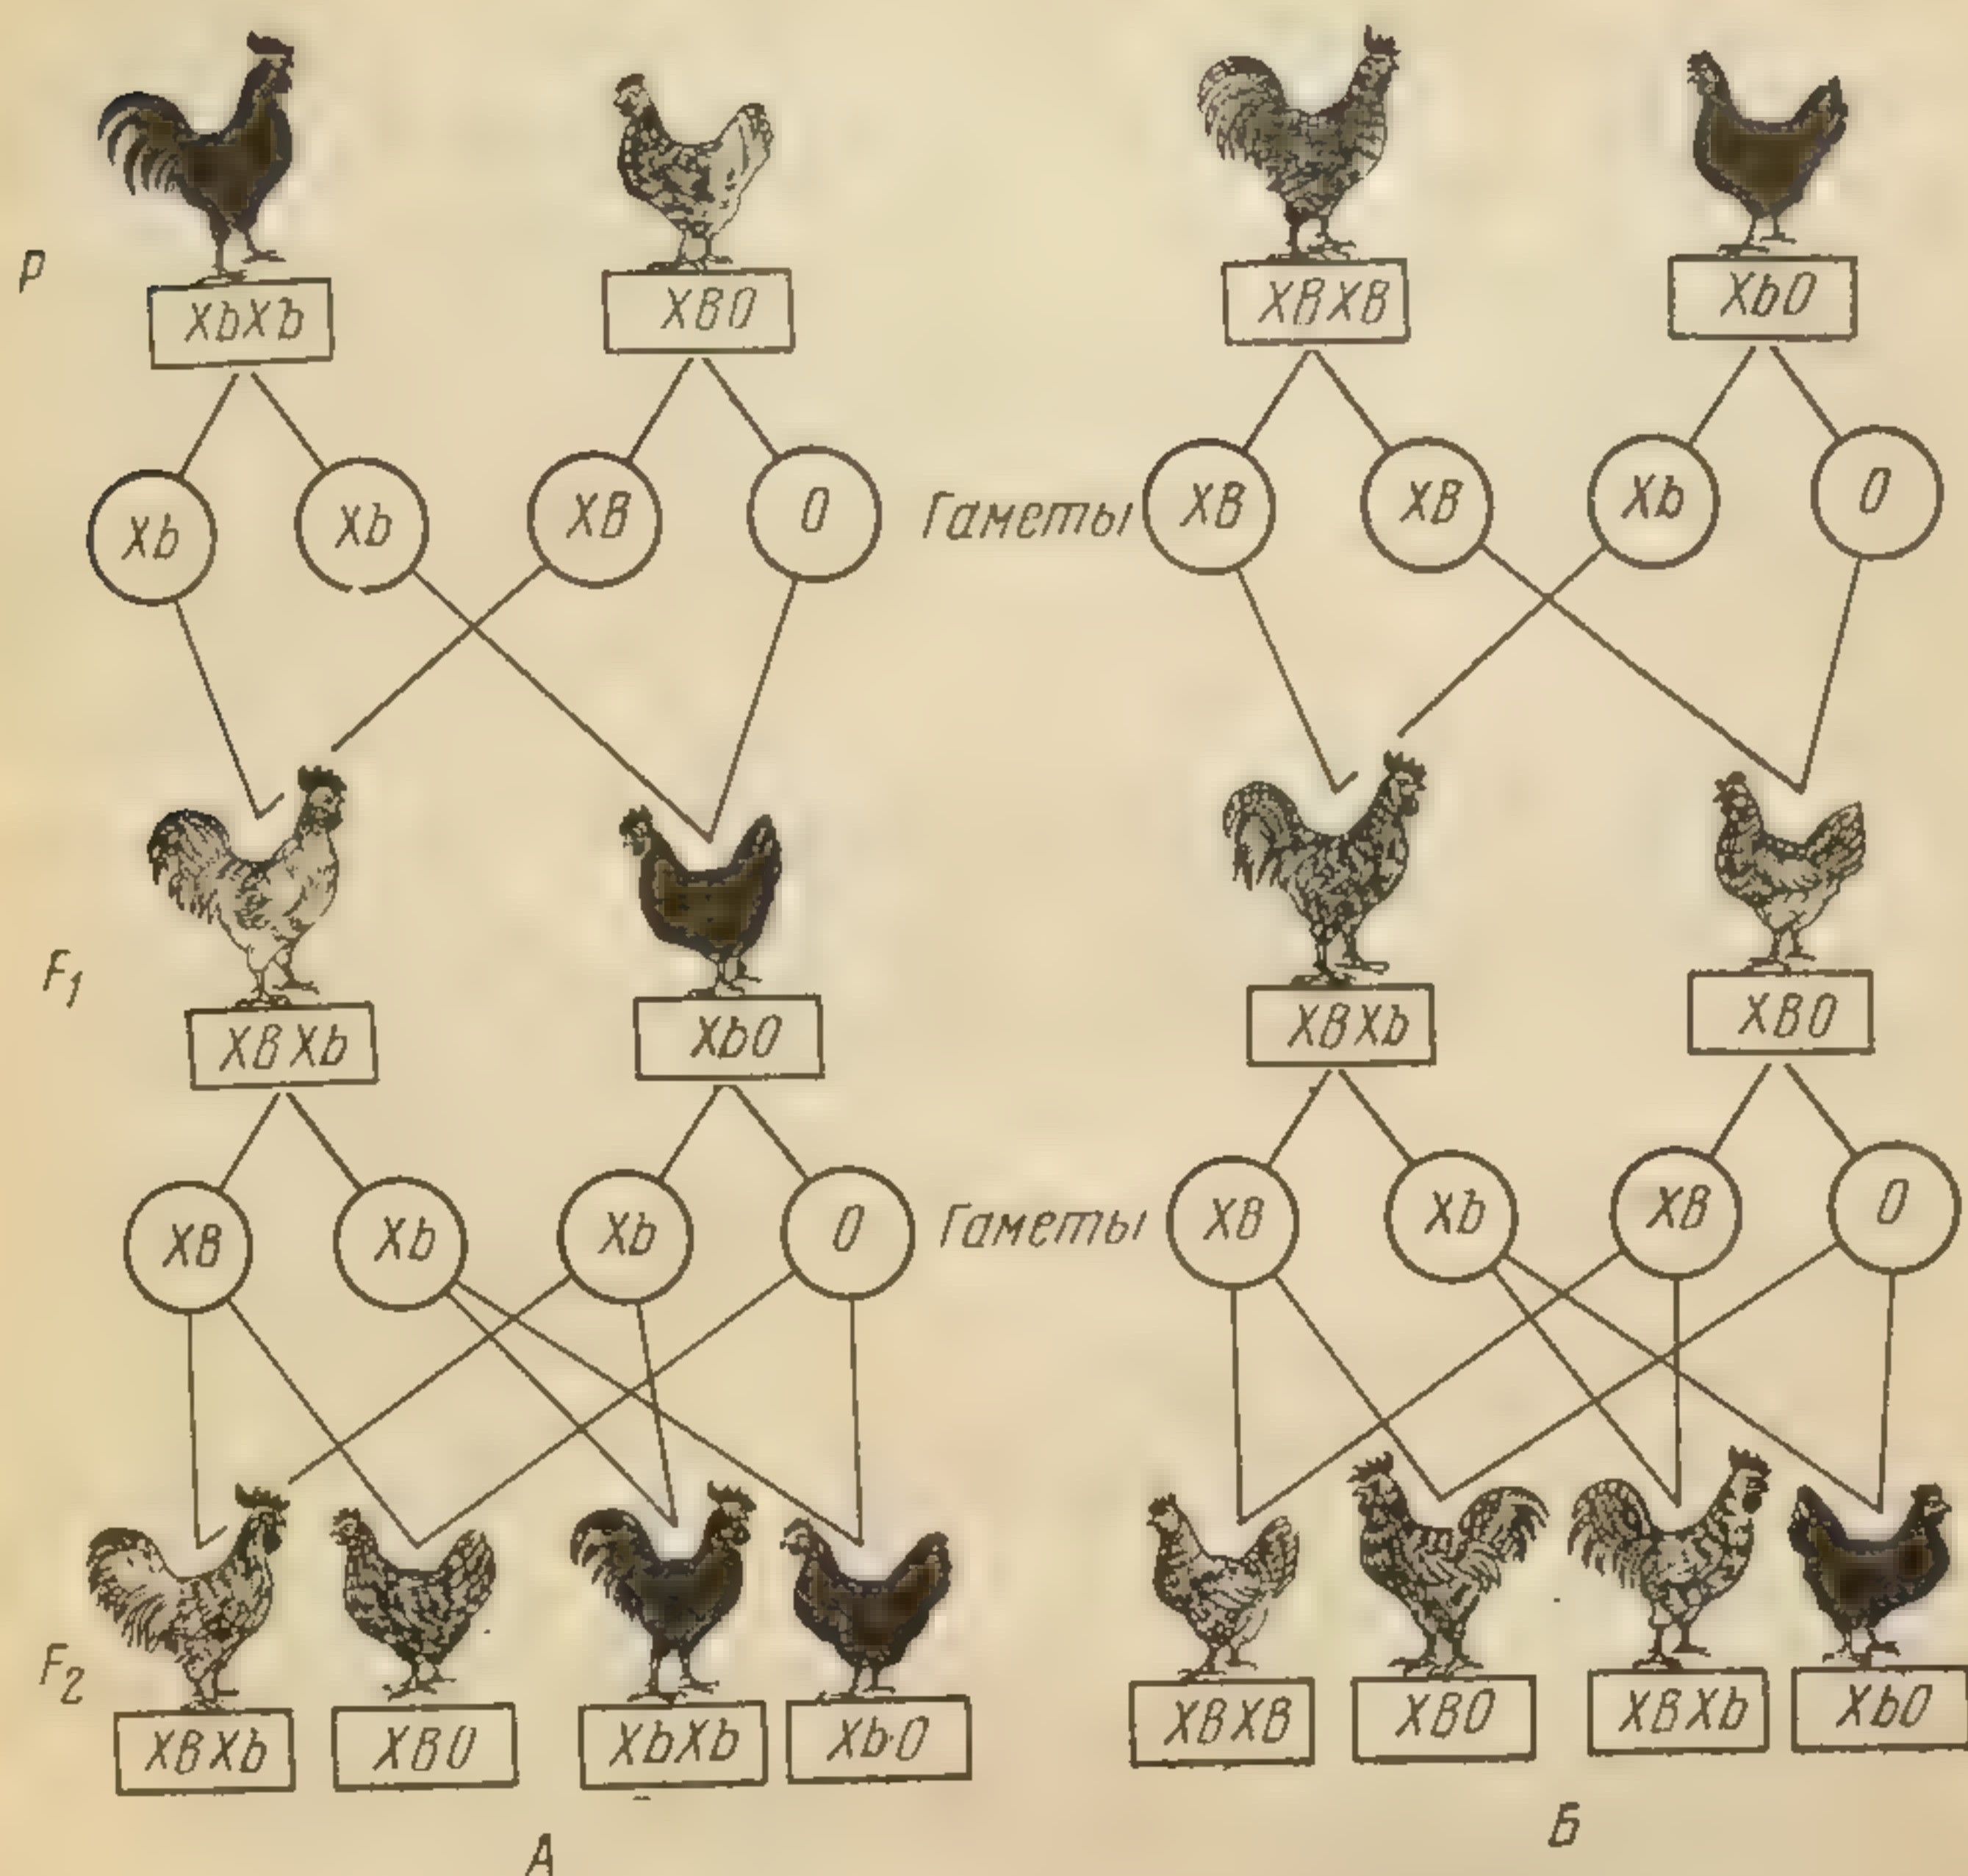 P
XbXb XBO XBXB XbO
Xb Xb XB O Гаметы XB XB Xb O
F1
XBXb XbO XBXb XBO
XB Xb Xb O Гаметы XB Xb XB O
F2
XBXb XBO XbXb XbO XBXB XBO XBXb XbO
А Б